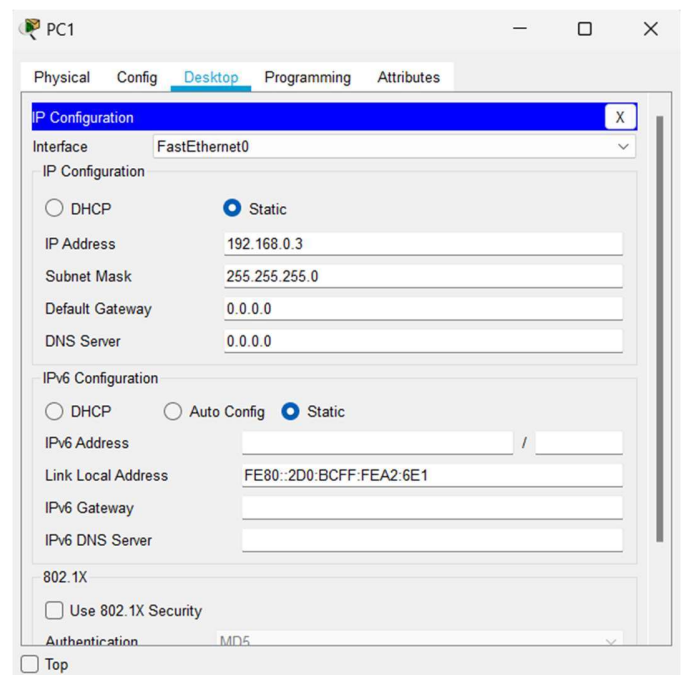 PC1
Physical Config Desktop Programming Attributes
IP Configuration X
Interface FastEthernet0
IP Configuration
DHCP Static
IP Address 192.168.0.3
Subnet Mask 255.255.255.0
Default Gateway 0.0.0.0
DNS Server 0.0.0.0
IPv6 Configuration
DHCP Auto Config Static
IPv6 Address /
Link Local Address FE80::2D0:BCFF:FEA2:6E1
IPv6 Gateway
IPv6 DNS Server
802.1X
Use 802.1X Security
Authentication MD5
Top